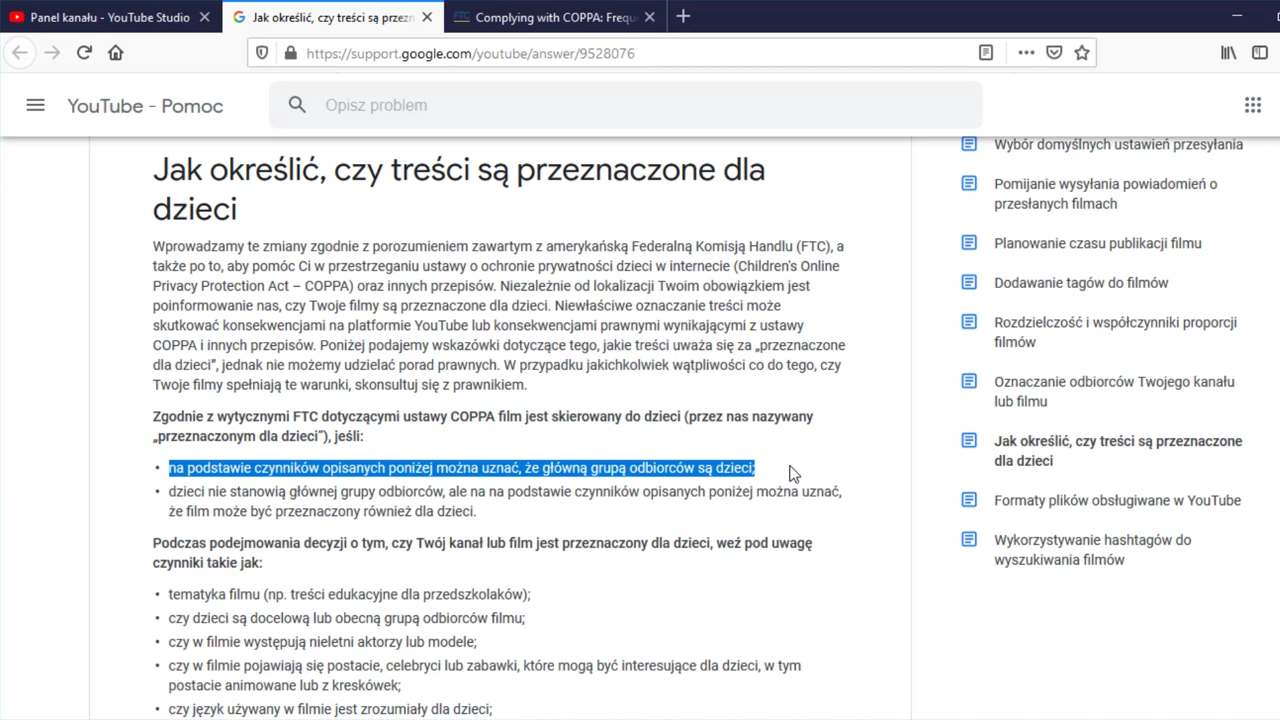 Panel kanału - YouTube Studio
Jak określić, czy treści są przezn
FTC
Complying with COPPA: Frequ
https://support.google.com/youtube/answer/9528076
YouTube - Pomoc
Opisz problem
Jak określić, czy treści są przeznaczone dla
dzieci
Wprowadzamy te zmiany zgodnie z porozumieniem zawartym z amerykańską Federalną Komisją Handlu (FTC), a
także po to, aby pomóc Ci w przestrzeganiu ustawy o ochronie prywatności dzieci w internecie (Children's Online
Privacy Protection Act – COPPA) oraz innych przepisów. Niezależnie od lokalizacji Twoim obowiązkiem jest
poinformowanie nas, czy Twoje filmy są przeznaczone dla dzieci. Niewłaściwe oznaczanie treści może
skutkować konsekwencjami na platformie YouTube lub konsekwencjami prawnymi wynikającymi z ustawy
COPPA i innych przepisów. Poniżej podajemy wskazówki dotyczące tego, jakie treści uważa się za „przeznaczone
dla dzieci”, jednak nie możemy udzielać porad prawnych. W przypadku jakichkolwiek wątpliwości co do tego, czy
Twoje filmy spełniają te warunki, skonsultuj się z prawnikiem.
Zgodnie z wytycznymi FTC dotyczącymi ustawy COPPA film jest skierowany do dzieci (przez nas nazywany
„przeznaczonym dla dzieci”), jeśli:
• na podstawie czynników opisanych poniżej można uznać, że główną grupą odbiorców są dzieci;
• dzieci nie stanowią głównej grupy odbiorców, ale na na podstawie czynników opisanych poniżej można uznać,
że film może być przeznaczony również dla dzieci.
Podczas podejmowania decyzji o tym, czy Twój kanał lub film jest przeznaczony dla dzieci, weź pod uwagę
czynniki takie jak:
• tematyka filmu (np. treści edukacyjne dla przedszkolaków);
• czy dzieci są docelową lub obecną grupą odbiorców filmu;
• czy w filmie występują nieletni aktorzy lub modele;
• czy w filmie pojawiają się postacie, celebryci lub zabawki, które mogą być interesujące dla dzieci, w tym
postacie animowane lub z kreskówek;
• czy język używany w filmie jest zrozumiały dla dzieci;
Wybór domyślnych ustawień przesyłania
Pomijanie wysyłania powiadomień o
przesłanych filmach
Planowanie czasu publikacji filmu
Dodawanie tagów do filmów
Rozdzielczość i współczynniki proporcji
filmów
Oznaczanie odbiorców Twojego kanału
lub filmu
Jak określić, czy treści są przeznaczone
dla dzieci
Formaty plików obsługiwane w YouTube
Wykorzystywanie hashtagów do
wyszukiwania filmów